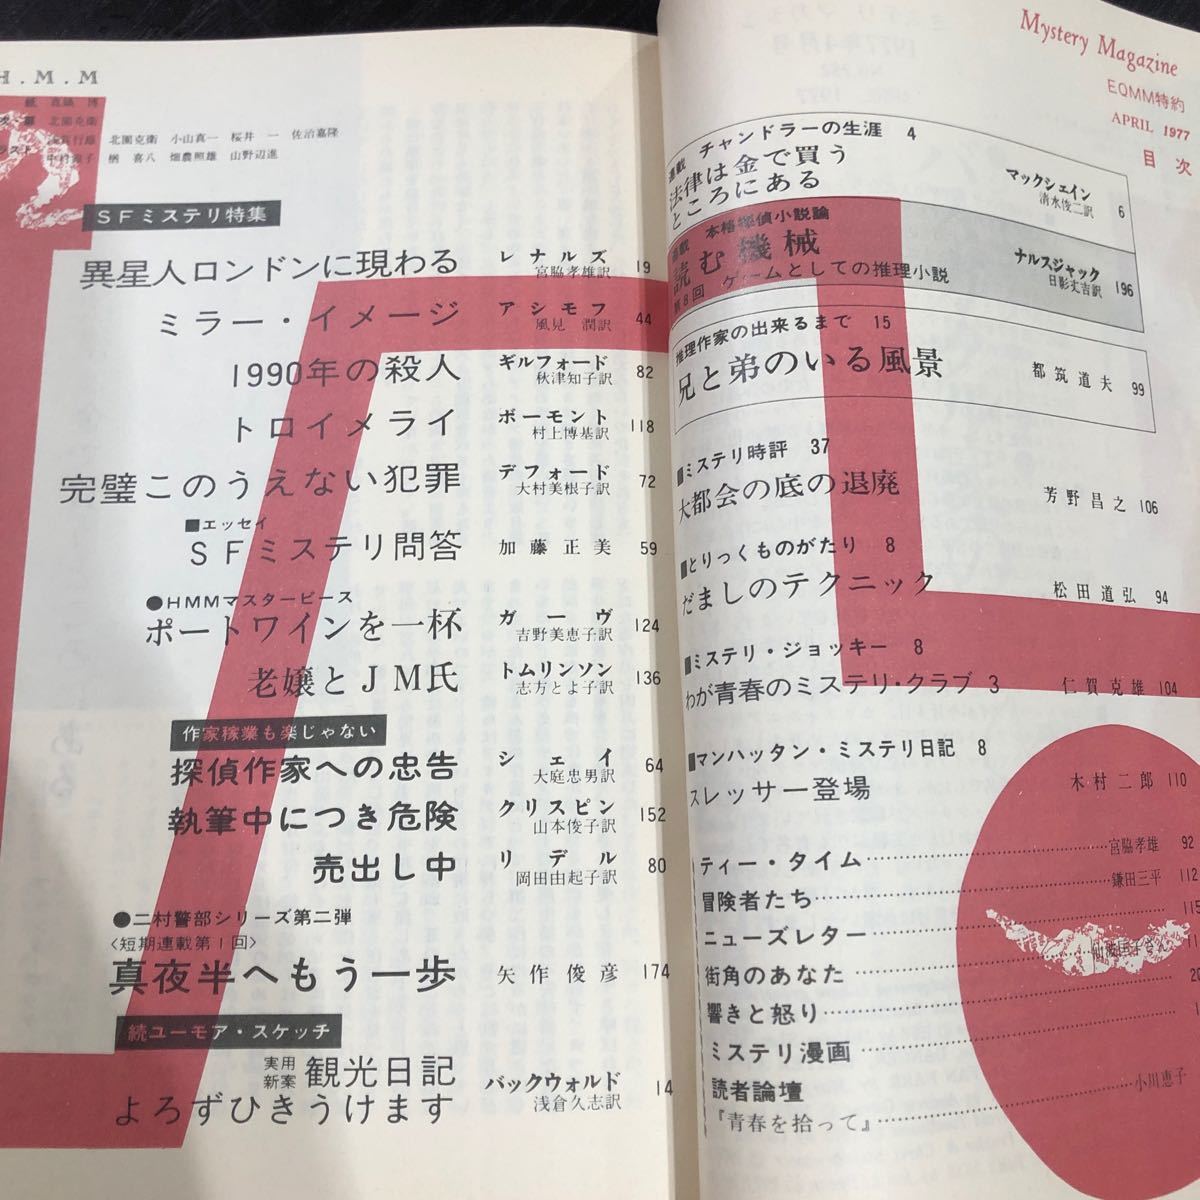 H.M.M
北園克衛
北園克衛 小山真一 桜井 一 佐治嘉隆
楢 喜八 畑農照雄 山野辺進
SFミステリ特集
異星人ロンドンに現わる レナルズ 宮脇孝雄訳 19
ミラー・イメージ アシモフ 風見 潤訳 44
1990年の殺人 ギルフォード 秋津知子訳 82
トロイメライ ボーモント 村上博基訳 118
完璧このうえない犯罪 デフォード 大村美根子訳 72
■エッセイ
SFミステリ問答 加藤正美 59
●HMMマスターピース
ポートワインを一杯 ガーヴ 吉野美恵子訳 124
老嬢とJM氏 トムリンソン 志方とよ子訳 136
作家稼業も楽じゃない
探偵作家への忠告 シェイ 大庭忠男訳 64
執筆中につき危険 クリスピン 山本俊子訳 152
売出し中 リデル 岡田由起子訳 80
●二村警部シリーズ第二弾
〈短期連載第1回〉
真夜半へもう一歩 矢作俊彦 174
続ユーモア・スケッチ
実用新案 観光日記
よろずひきうけます バックウォルド 浅倉久志訳 14
Mystery Magazine
EQMM特約
APRIL 1977
目次
連載 チャンドラーの生涯 4
法律は金で買う
ところにある マックシェイン 清水俊二訳 6
連載 本格探偵小説論
読む機械 ナルスジャック 日影丈吉訳 196
第8回 ゲームとしての推理小説
推理作家の出来るまで 15
兄と弟のいる風景 都筑道夫 99
■ミステリ時評 37
大都会の底の退廃 芳野昌之 106
■とりっくものがたり 8
だましのテクニック 松田道弘 94
■ミステリ・ジョッキー 8
わが青春のミステリ・クラブ 3 仁賀克雄 104
■マンハッタン・ミステリ日記 8
スレッサー登場 木村二郎 110
ティー・タイム 宮脇孝雄 92
冒険者たち 鎌田三平 112
ニューズレター 115
街角のあなた
響きと怒り
ミステリ漫画
読者論壇 小川恵子
『青春を拾って』